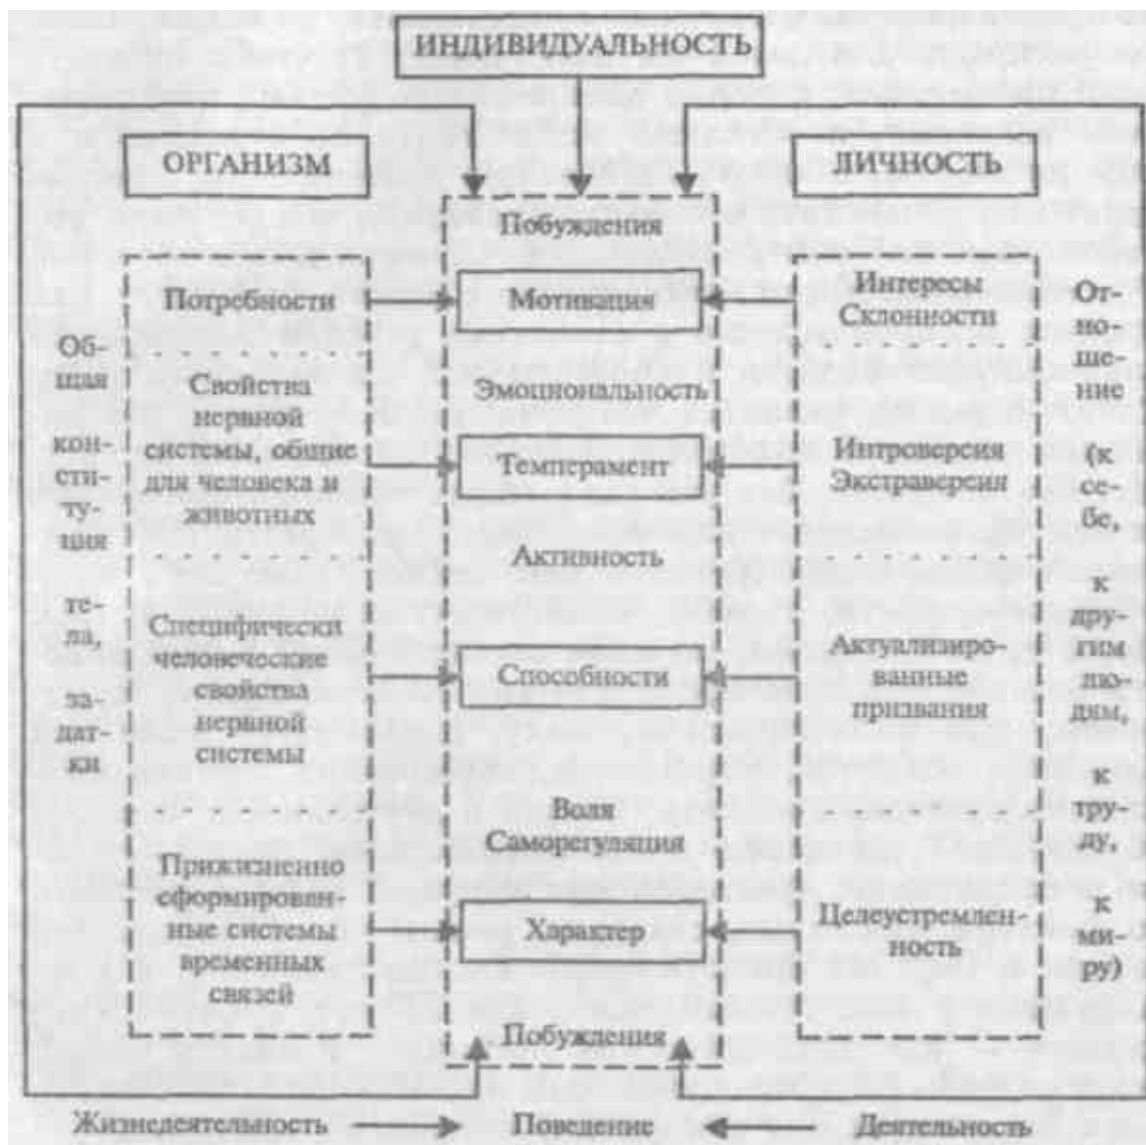 ИНДИВИДУАЛЬНОСТЬ
ОРГАНИЗМ
ЛИЧНОСТЬ
Побуждения
Потребности
Мотивация
Интересы
Склонности
От-
но-
ше-
ние
(к
се-
бе,
к
дру-
гим
лю-
дям,
к
тру-
ду,
к
ми-
ру)
Об-
щая
кон-
сти-
ту-
ция
те-
ла,
за-
дат-
ки
Свойства
нервной
системы, общие
для человека и
животных
Эмоциональность
Темперамент
Интроверсия
Экстраверсия
Активность
Специфически
человеческие
свойства
нервной
системы
Способности
Актуализиро-
ванные
призвания
Воля
Саморегуляция
Прижизненно
сформирован-
ные системы
временных
связей
Характер
Целеустремлен-
ность
Побуждения
Жизнедеятельность
Поведение
Деятельность